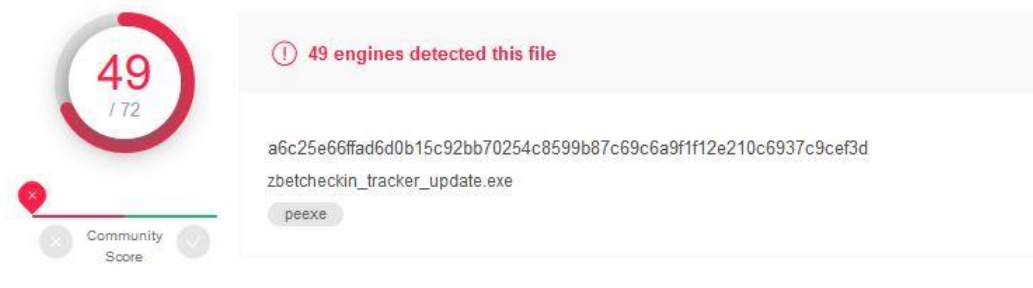 49
/ 72
49 engines detected this file
a6c25e66ffad6d0b15c92bb70254c8599b87c69c6a9f1f12e210c6937c9cef3d
zbetcheckin_tracker_update.exe
peexe
Community
Score